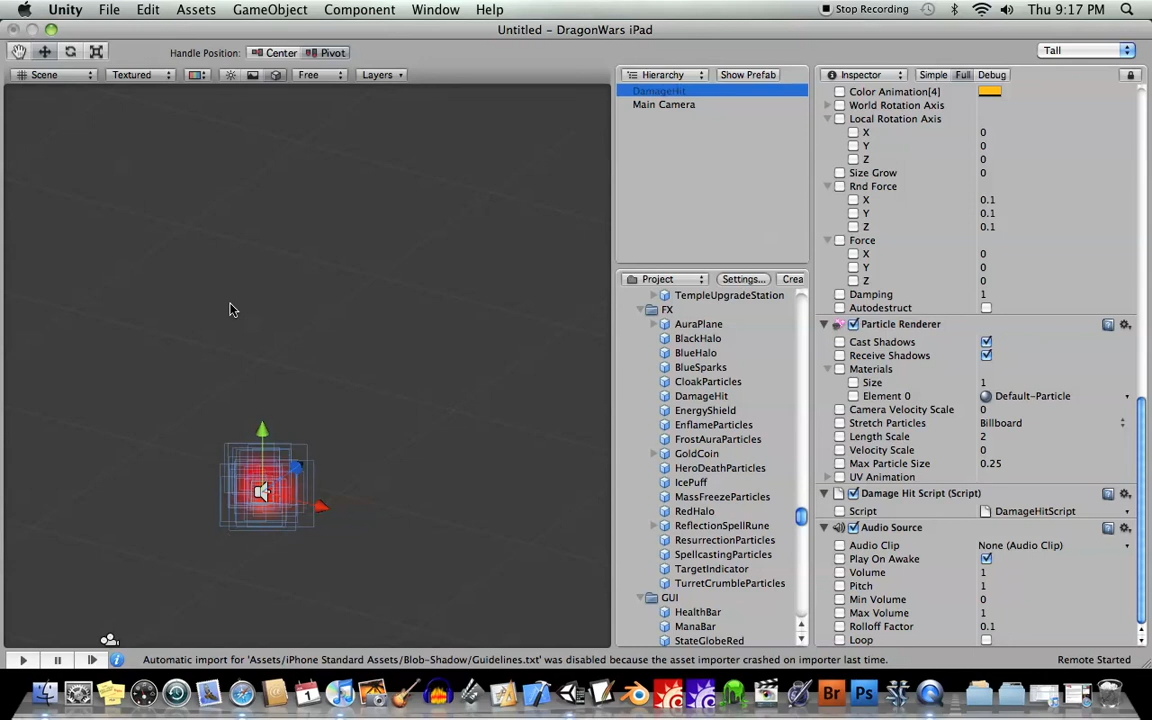 Unity File Edit Assets GameObject Component Window Help Stop Recording Thu 9:17 PM
Untitled - DragonWars iPad
Handle Position: Center Pivot Tall
Scene Textured Free Layers Hierarchy Show Prefab Inspector Simple Full Debug
DamageHit
Main Camera
Color Animation[4]
World Rotation Axis
Local Rotation Axis
X 0
Y 0
Z 0
Size Grow 0
Rnd Force
X 0.1
Y 0.1
Z 0.1
Force
X 0
Y 0
Z 0
Damping 1
Autodestruct
Particle Renderer
Cast Shadows
Receive Shadows
Materials
Size 1
Element 0 Default-Particle
Camera Velocity Scale 0
Stretch Particles Billboard
Length Scale 2
Velocity Scale 0
Max Particle Size 0.25
UV Animation
Damage Hit Script (Script)
Script DamageHitScript
Audio Source
Audio Clip None (Audio Clip)
Play On Awake
Volume 1
Pitch 1
Min Volume 0
Max Volume 1
Rolloff Factor 0.1
Loop
Project Settings... Crea
TempleUpgradeStation
FX
AuraPlane
BlackHalo
BlueHalo
BlueSparks
CloakParticles
DamageHit
EnergyShield
EnflameParticles
FrostAuraParticles
GoldCoin
HeroDeathParticles
IcePuff
MassFreezeParticles
RedHalo
ReflectionSpellRune
ResurrectionParticles
SpellcastingParticles
TargetIndicator
TurretCrumbleParticles
GUI
HealthBar
ManaBar
StateGlobeRed
Automatic import for 'Assets/iPhone Standard Assets/Blob-Shadow/Guidelines.txt' was disabled because the asset importer crashed on importer last time. Remote Started
Br Ps